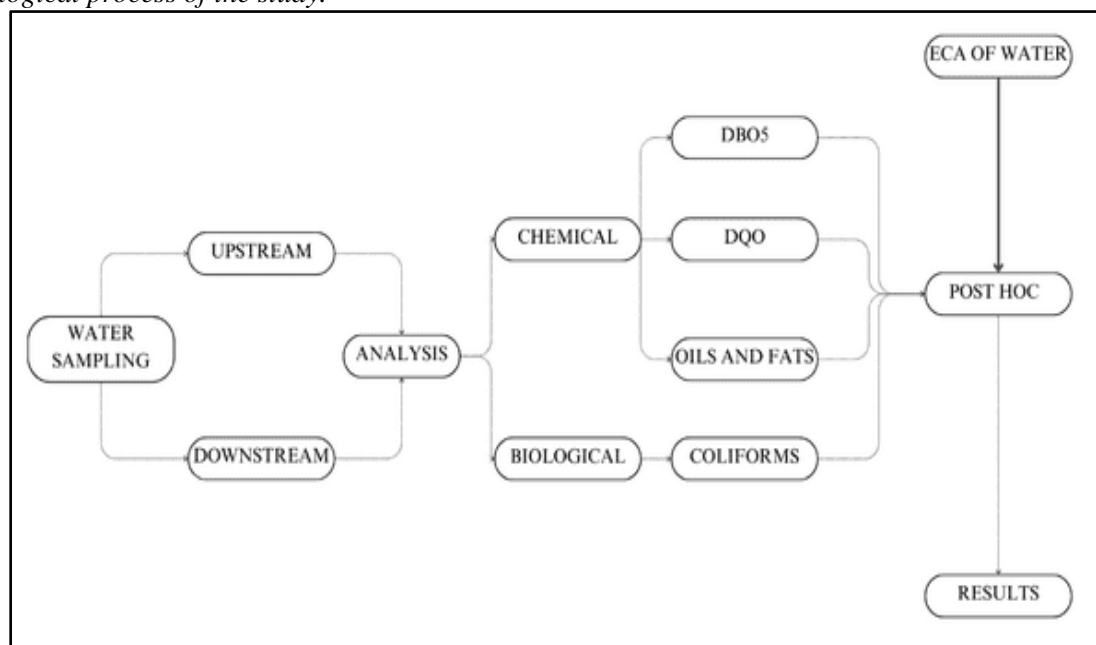 ological process of the study.
ECA OF WATER
DBO5
CHEMICAL
DQO
UPSTREAM
POST HOC
WATER
SAMPLING
ANALYSIS
OILS AND FATS
DOWNSTREAM
BIOLOGICAL
COLIFORMS
RESULTS